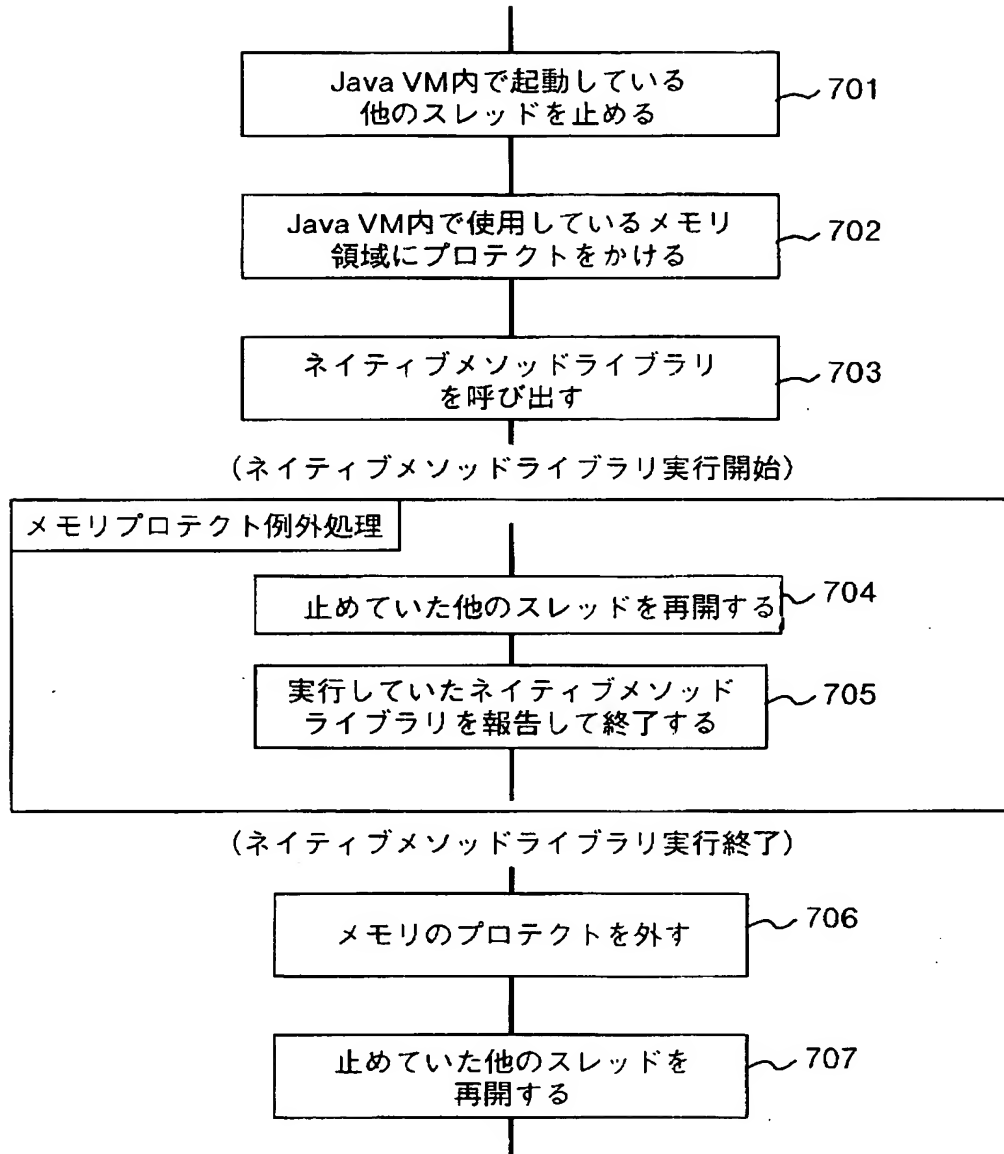 Java VM内で起動している
他のスレッドを止める
701
Java VM内で使用しているメモリ
領域にプロテクトをかける
702
ネイティブメソッドライブラリ
を呼び出す
703
（ネイティブメソッドライブラリ実行開始）
メモリプロテクト例外処理
止めていた他のスレッドを再開する
704
実行していたネイティブメソッド
ライブラリを報告して終了する
705
（ネイティブメソッドライブラリ実行終了）
メモリのプロテクトを外す
706
止めていた他のスレッドを
再開する
707